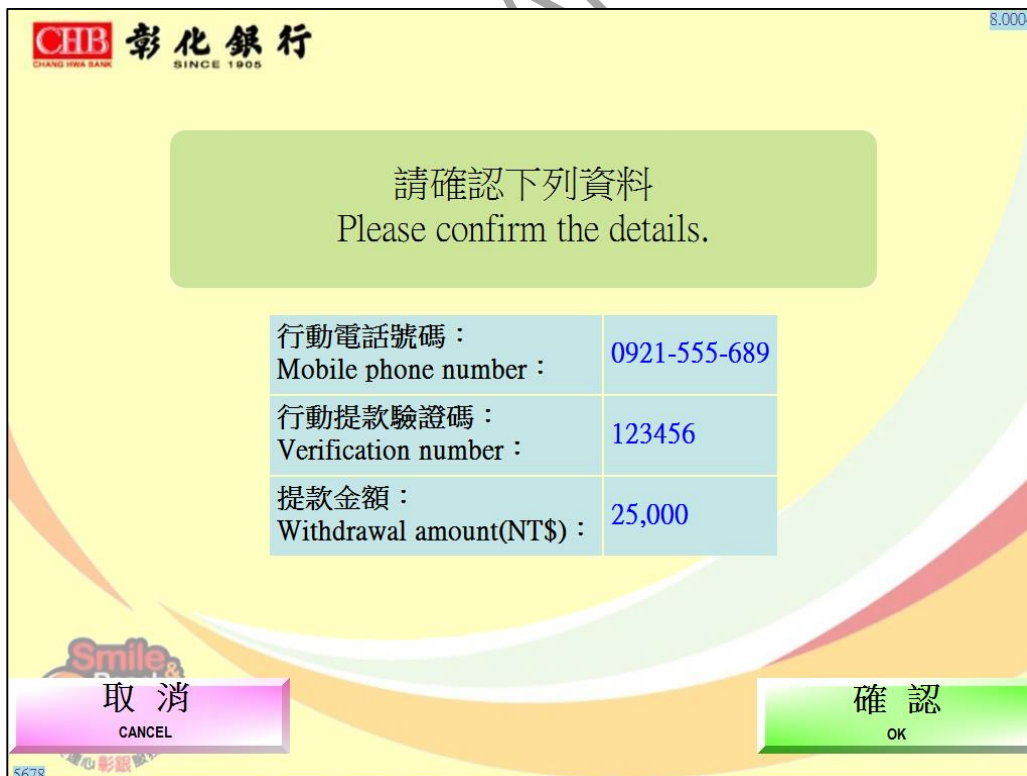 8.000
CHB 彰化銀行
CHANG HWA BANK SINCE 1905
請確認下列資料
Please confirm the details.
行動電話號碼：
Mobile phone number：
0921-555-689
行動提款驗證碼：
Verification number：
123456
提款金額：
Withdrawal amount(NT$)：
25,000
Smile&
取消
CANCEL
確認
OK
心彰銀
5678